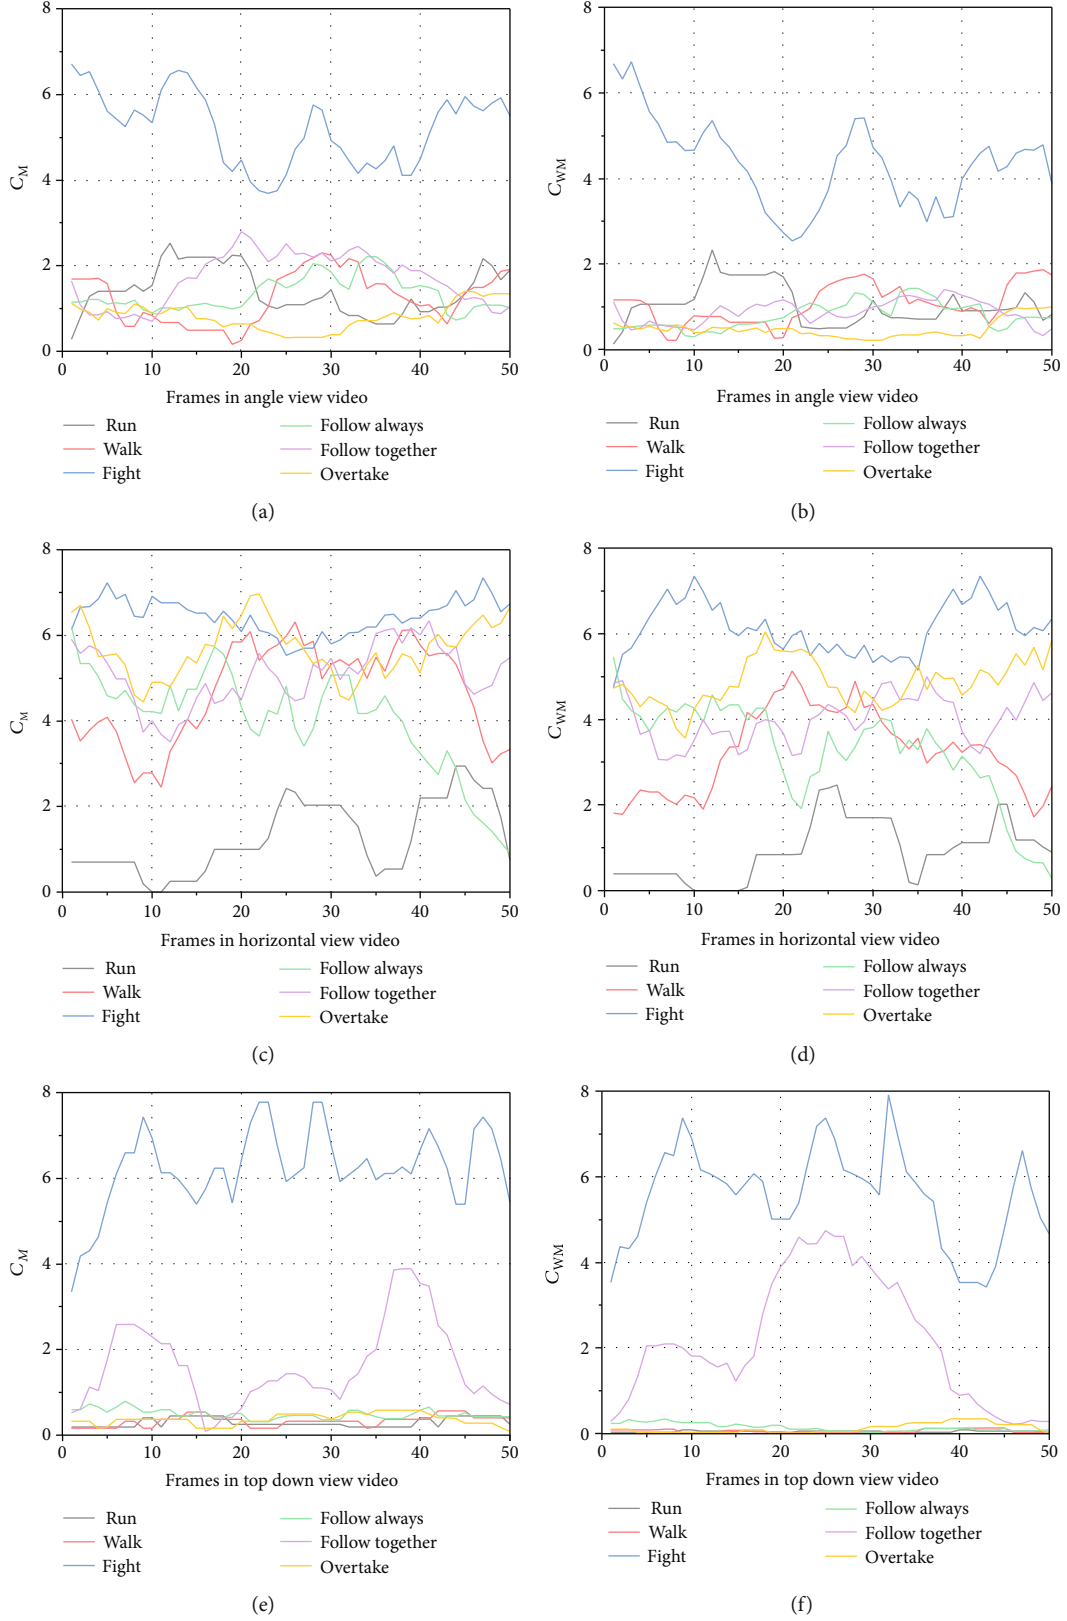 8
6
4
2
0
C_M
0 10 20 30 40 50
Frames in angle view video
Run
Walk
Fight
Follow always
Follow together
Overtake
(a)
8
6
4
2
0
C_WM
0 10 20 30 40 50
Frames in angle view video
Run
Walk
Fight
Follow always
Follow together
Overtake
(b)
8
6
4
2
0
C_M
0 10 20 30 40 50
Frames in horizontal view video
Run
Walk
Fight
Follow always
Follow together
Overtake
(c)
8
6
4
2
0
C_WM
0 10 20 30 40 50
Frames in horizontal view video
Run
Walk
Fight
Follow always
Follow together
Overtake
(d)
8
6
4
2
0
C_M
0 10 20 30 40 50
Frames in top down view video
Run
Walk
Fight
Follow always
Follow together
Overtake
(e)
8
6
4
2
0
C_WM
0 10 20 30 40 50
Frames in top down view video
Run
Walk
Fight
Follow always
Follow together
Overtake
(f)